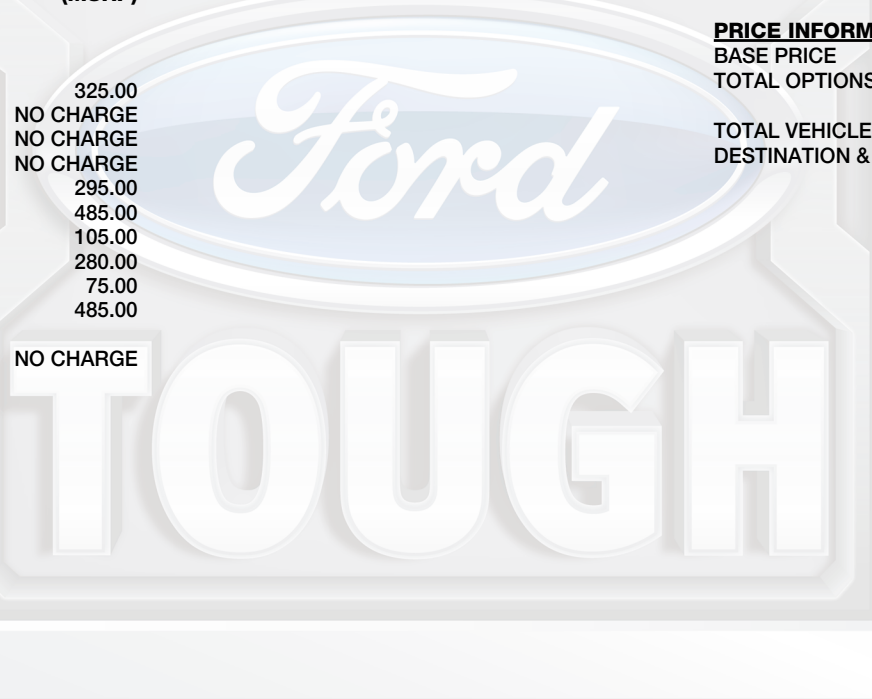 325.00
NO CHARGE
NO CHARGE
NO CHARGE
295.00
485.00
105.00
280.00
75.00
485.00
NO CHARGE
PRICE INFORM
BASE PRICE
TOTAL OPTIONS
TOTAL VEHICLE
DESTINATION &
Ford
TOUGH